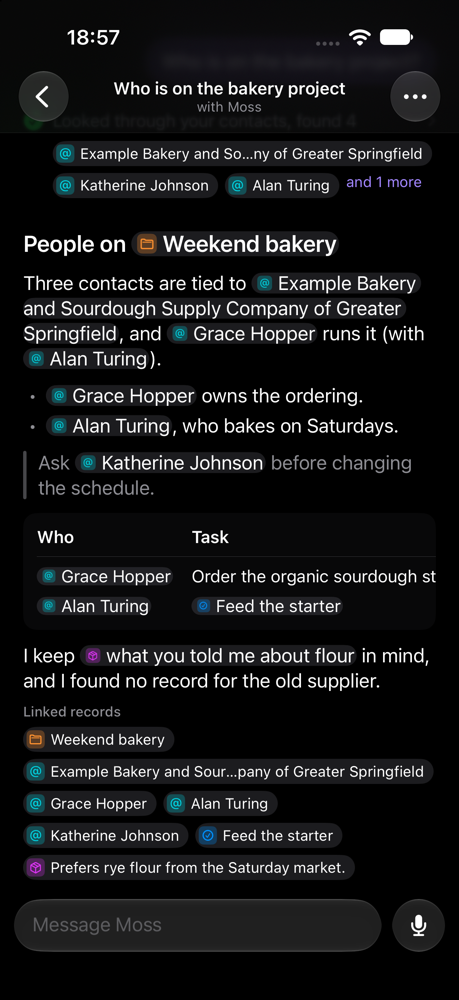 18:57
Who is on the bakery project
with Moss
Looked through your contacts, found 4
Example Bakery and So...ny of Greater Springfield
Katherine Johnson Alan Turing and 1 more
People on Weekend bakery
Three contacts are tied to Example Bakery
and Sourdough Supply Company of Greater
Springfield, and Grace Hopper runs it (with
Alan Turing).
• Grace Hopper owns the ordering.
• Alan Turing, who bakes on Saturdays.
Ask Katherine Johnson before changing
the schedule.
Who Task
Grace Hopper Order the organic sourdough st
Alan Turing Feed the starter
I keep what you told me about flour in mind,
and I found no record for the old supplier.
Linked records
Weekend bakery
Example Bakery and Sour...pany of Greater Springfield
Grace Hopper Alan Turing
Katherine Johnson Feed the starter
Prefers rye flour from the Saturday market.
Message Moss